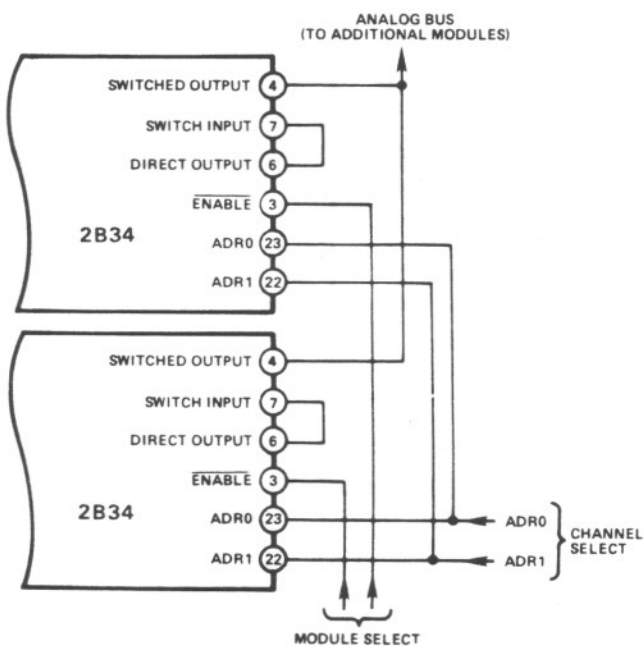 ANALOG BUS
(TO ADDITIONAL MODULES)
SWITCHED OUTPUT 4
SWITCH INPUT 7
DIRECT OUTPUT 6
ENABLE 3
2B34
ADR0 23
ADR1 22
SWITCHED OUTPUT 4
SWITCH INPUT 7
DIRECT OUTPUT 6
ENABLE 3
2B34
ADR0 23
ADR0
ADR1 22
ADR1
CHANNEL
SELECT
MODULE SELECT